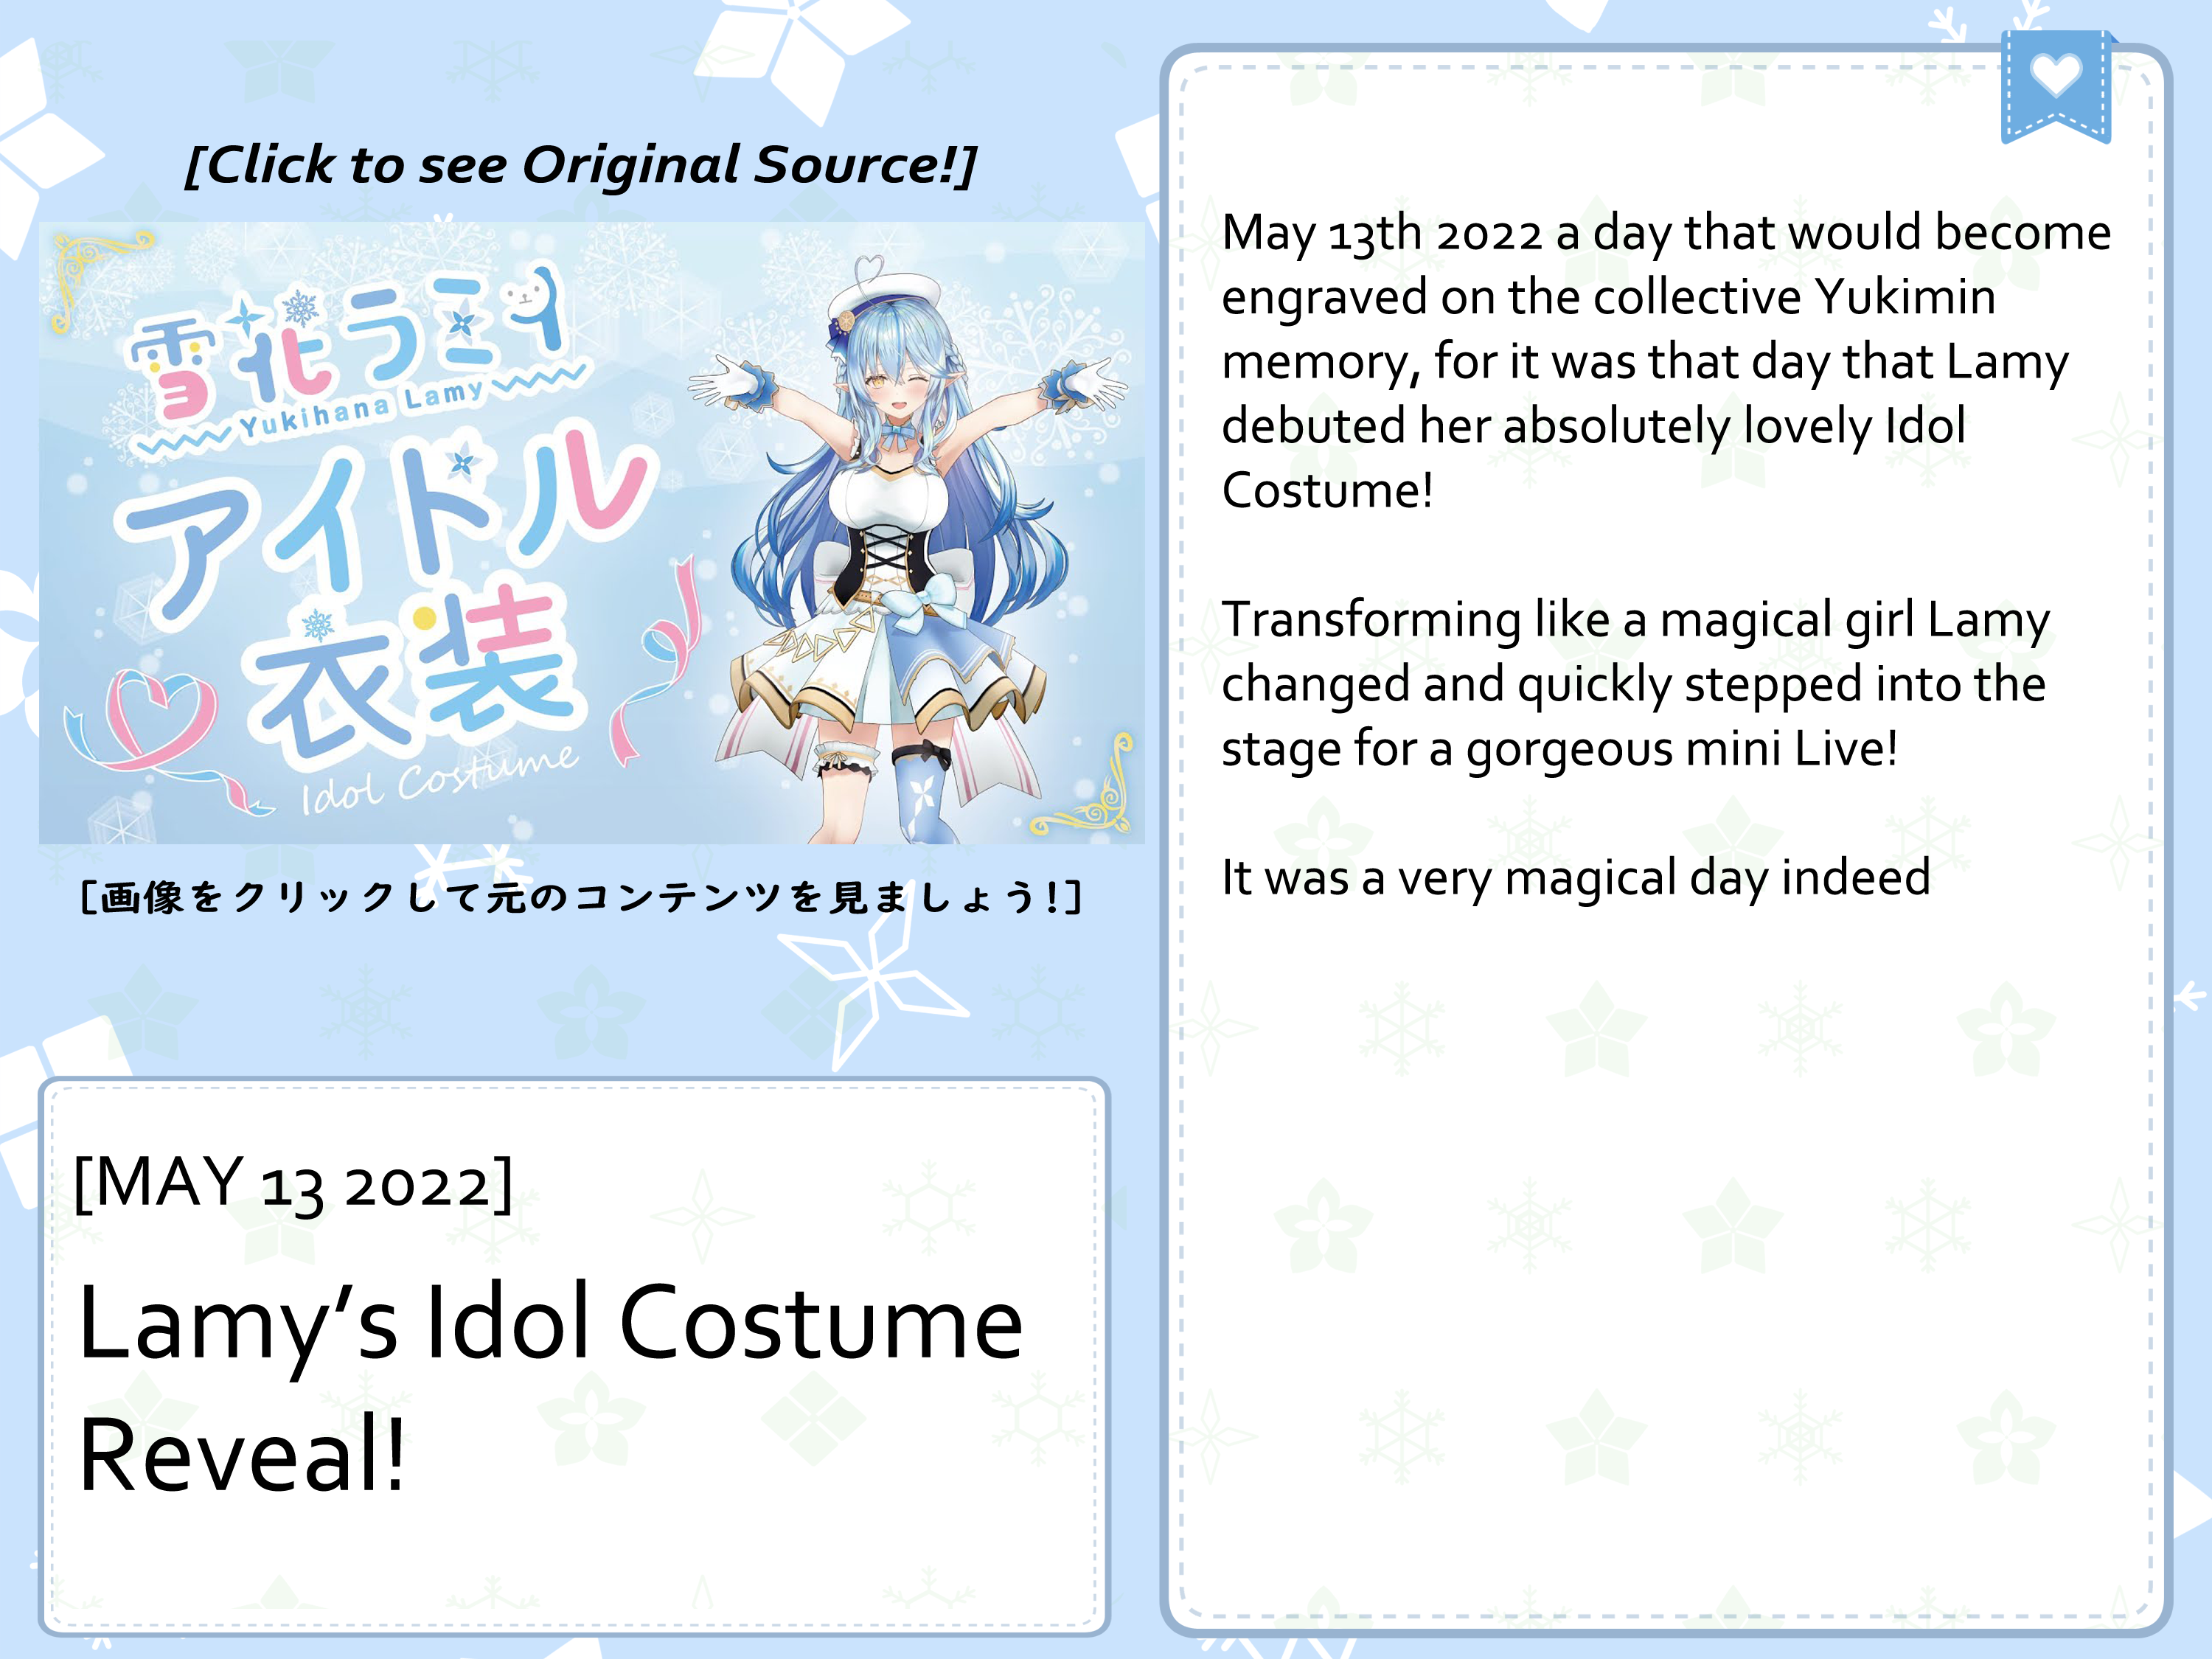 [Click to see Original Source!]
雪花ラミィ
Yukihana Lamy
アイドル
衣装
Idol Costume
[画像をクリックして元のコンテンツを見ましょう!]
[MAY 13 2022]
Lamy's Idol Costume
Reveal!
May 13th 2022 a day that would become
engraved on the collective Yukimin
memory, for it was that day that Lamy
debuted her absolutely lovely Idol
Costume!
Transforming like a magical girl Lamy
changed and quickly stepped into the
stage for a gorgeous mini Live!
It was a very magical day indeed